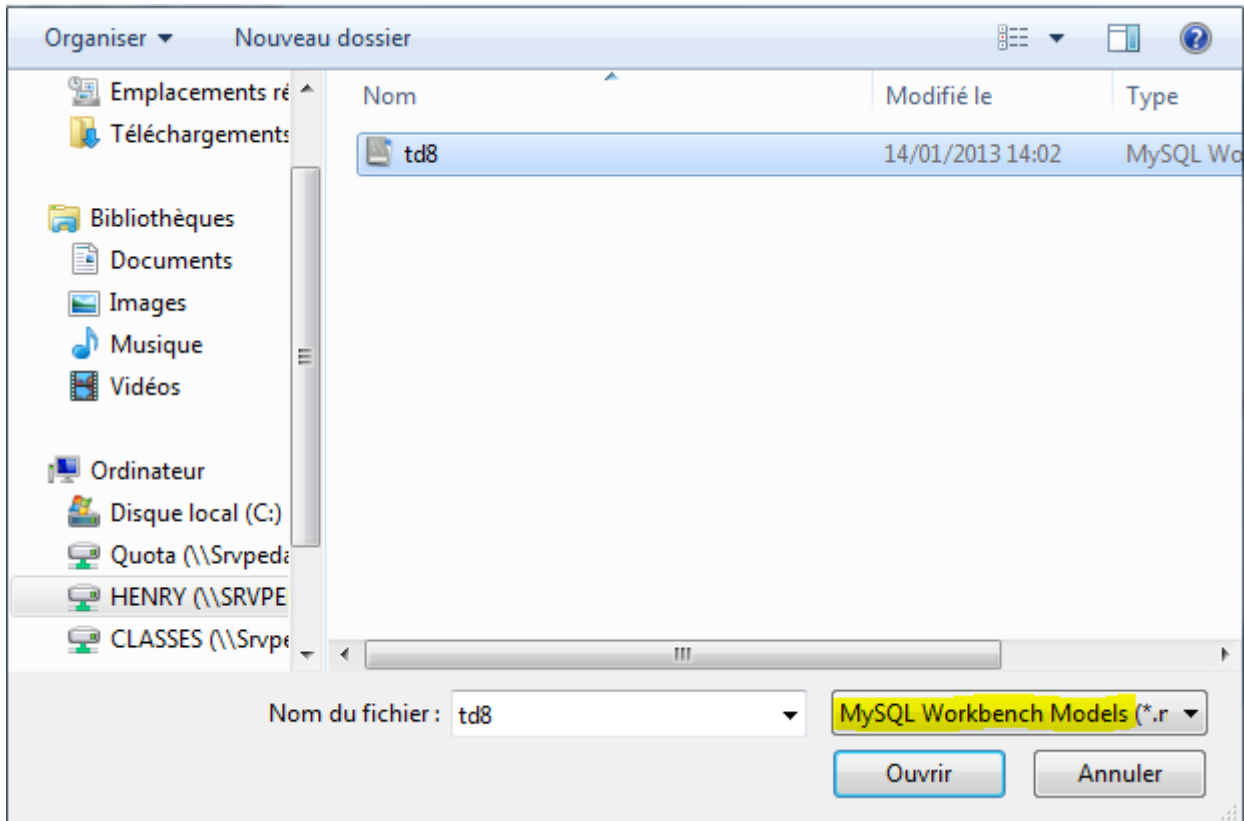 Organiser Nouveau dossier
Emplacements ré
Téléchargements
Bibliothèques
Documents
Images
Musique
Vidéos
Ordinateur
Disque local (C:)
Quota (\\Srvpeda
HENRY (\\SRVPE
CLASSES (\\Srvpe
Nom Modifié le Type
td8 14/01/2013 14:02 MySQL Wo
Nom du fichier : td8 MySQL Workbench Models (*.r
Ouvrir Annuler